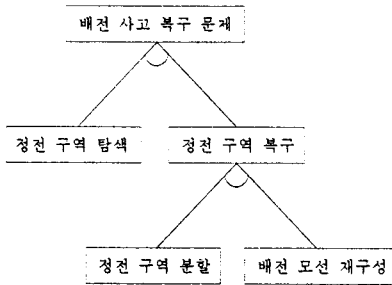 배전 사고 복구 문제
정전 구역 탐색
정전 구역 복구
정전 구역 분할
배전 모선 재구성